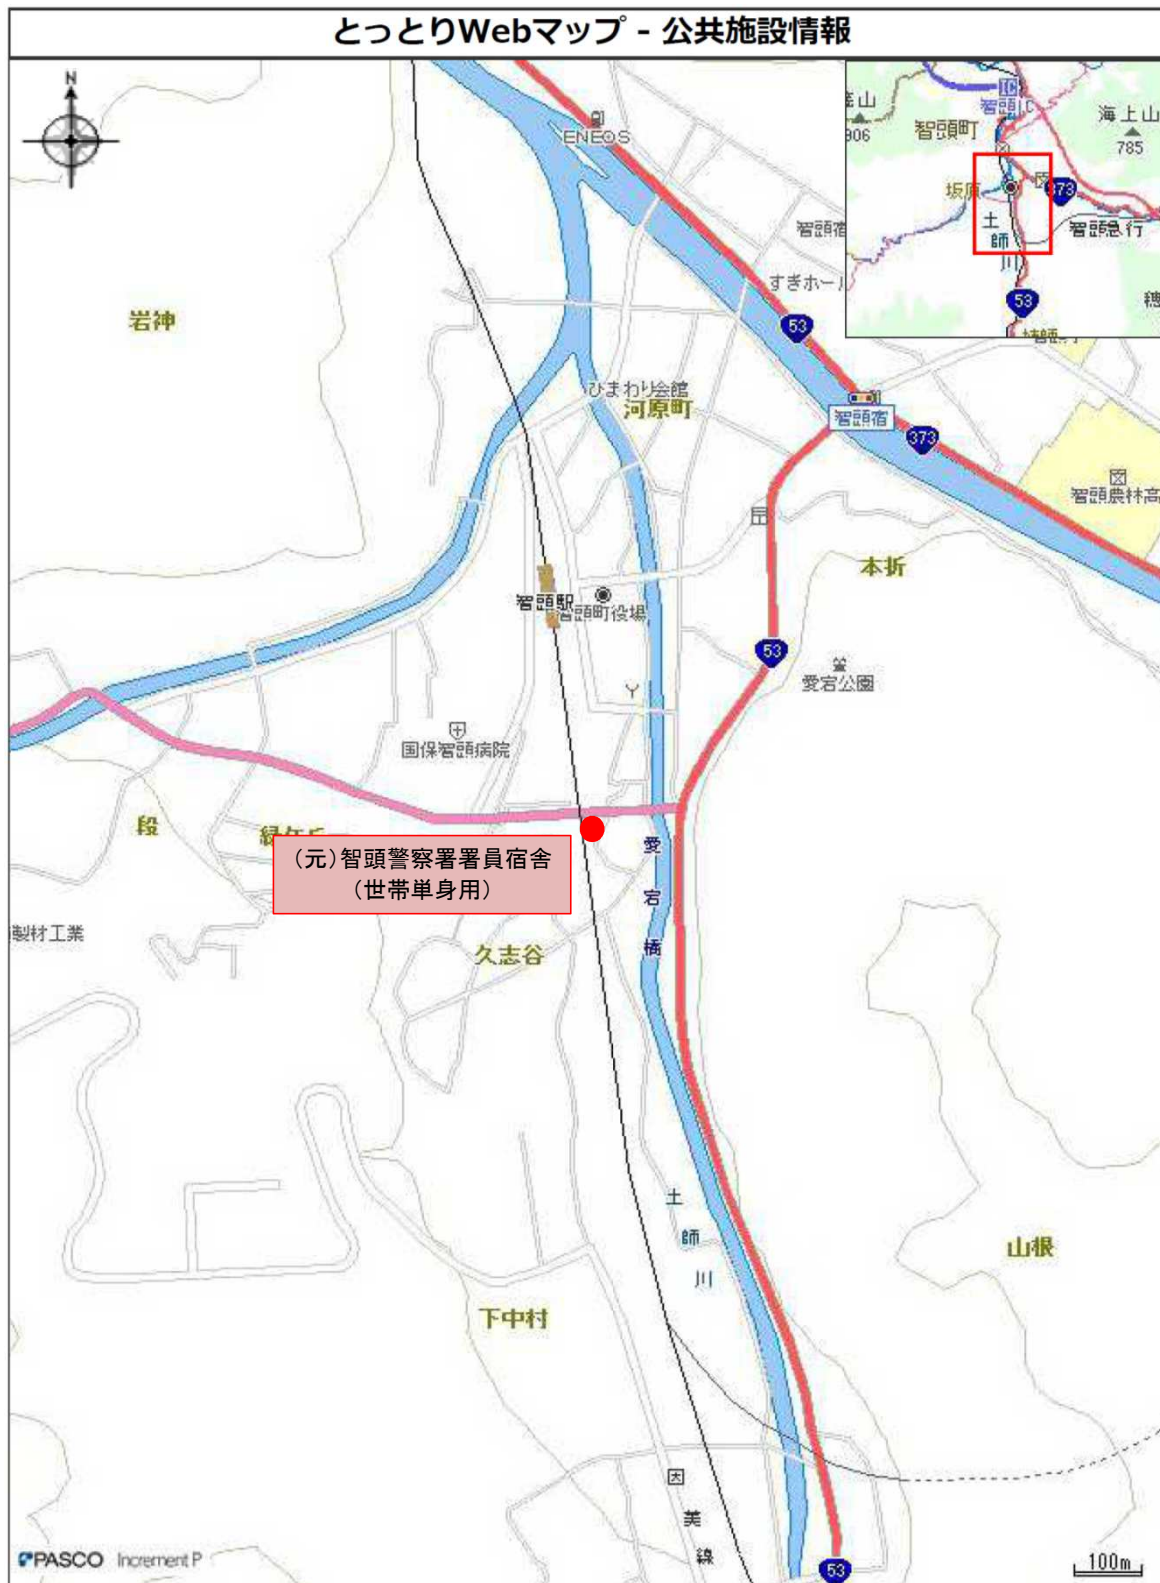 とっとりWebマップ - 公共施設情報
N
ENEOS
智頭IC
智頭町
海上山
806
785
坂原
373
土師川
智頭急行
53
すぎホール
岩神
53
ひまわり会館
河原町
智頭宿
373
智頭農林高
本折
智頭駅
智頭町役場
53
愛宕公園
国保智頭病院
段
(元)智頭警察署署員宿舎
(世帯単身用)
愛宕橋
製材工業
久志谷
土師川
山根
下中村
因美線
53
PASCO Increment P
100m